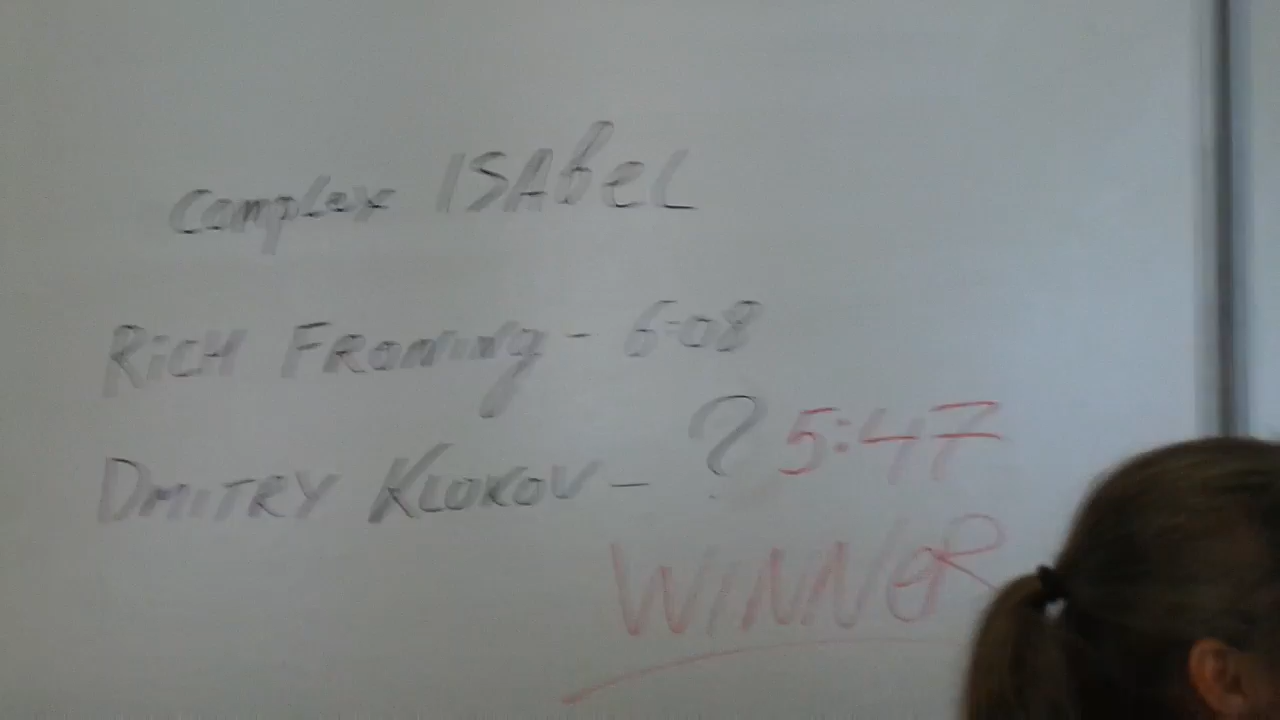 Complex ISAbeL
RicH FRoning - 6:08
DMITRY KLOKOV - ? 5:47
WINNER